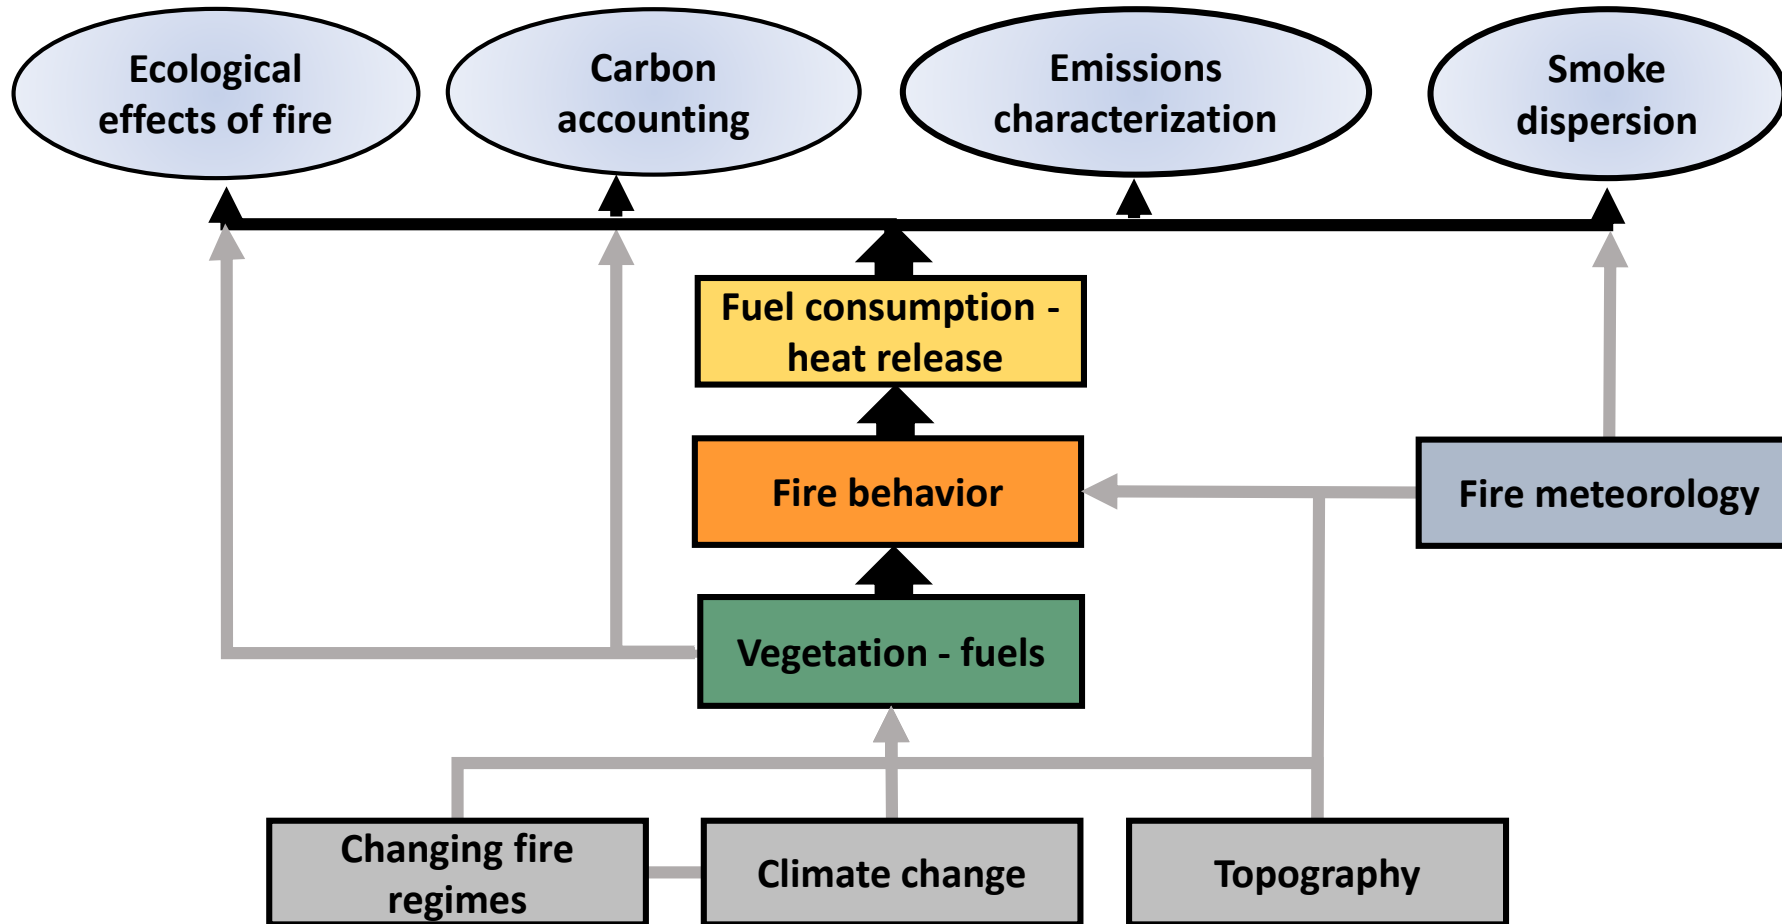 Ecological
effects of fire
Carbon
accounting
Emissions
characterization
Smoke
dispersion
Fuel consumption -
heat release
Fire behavior
Fire meteorology
Vegetation - fuels
Changing fire
regimes
Climate change
Topography